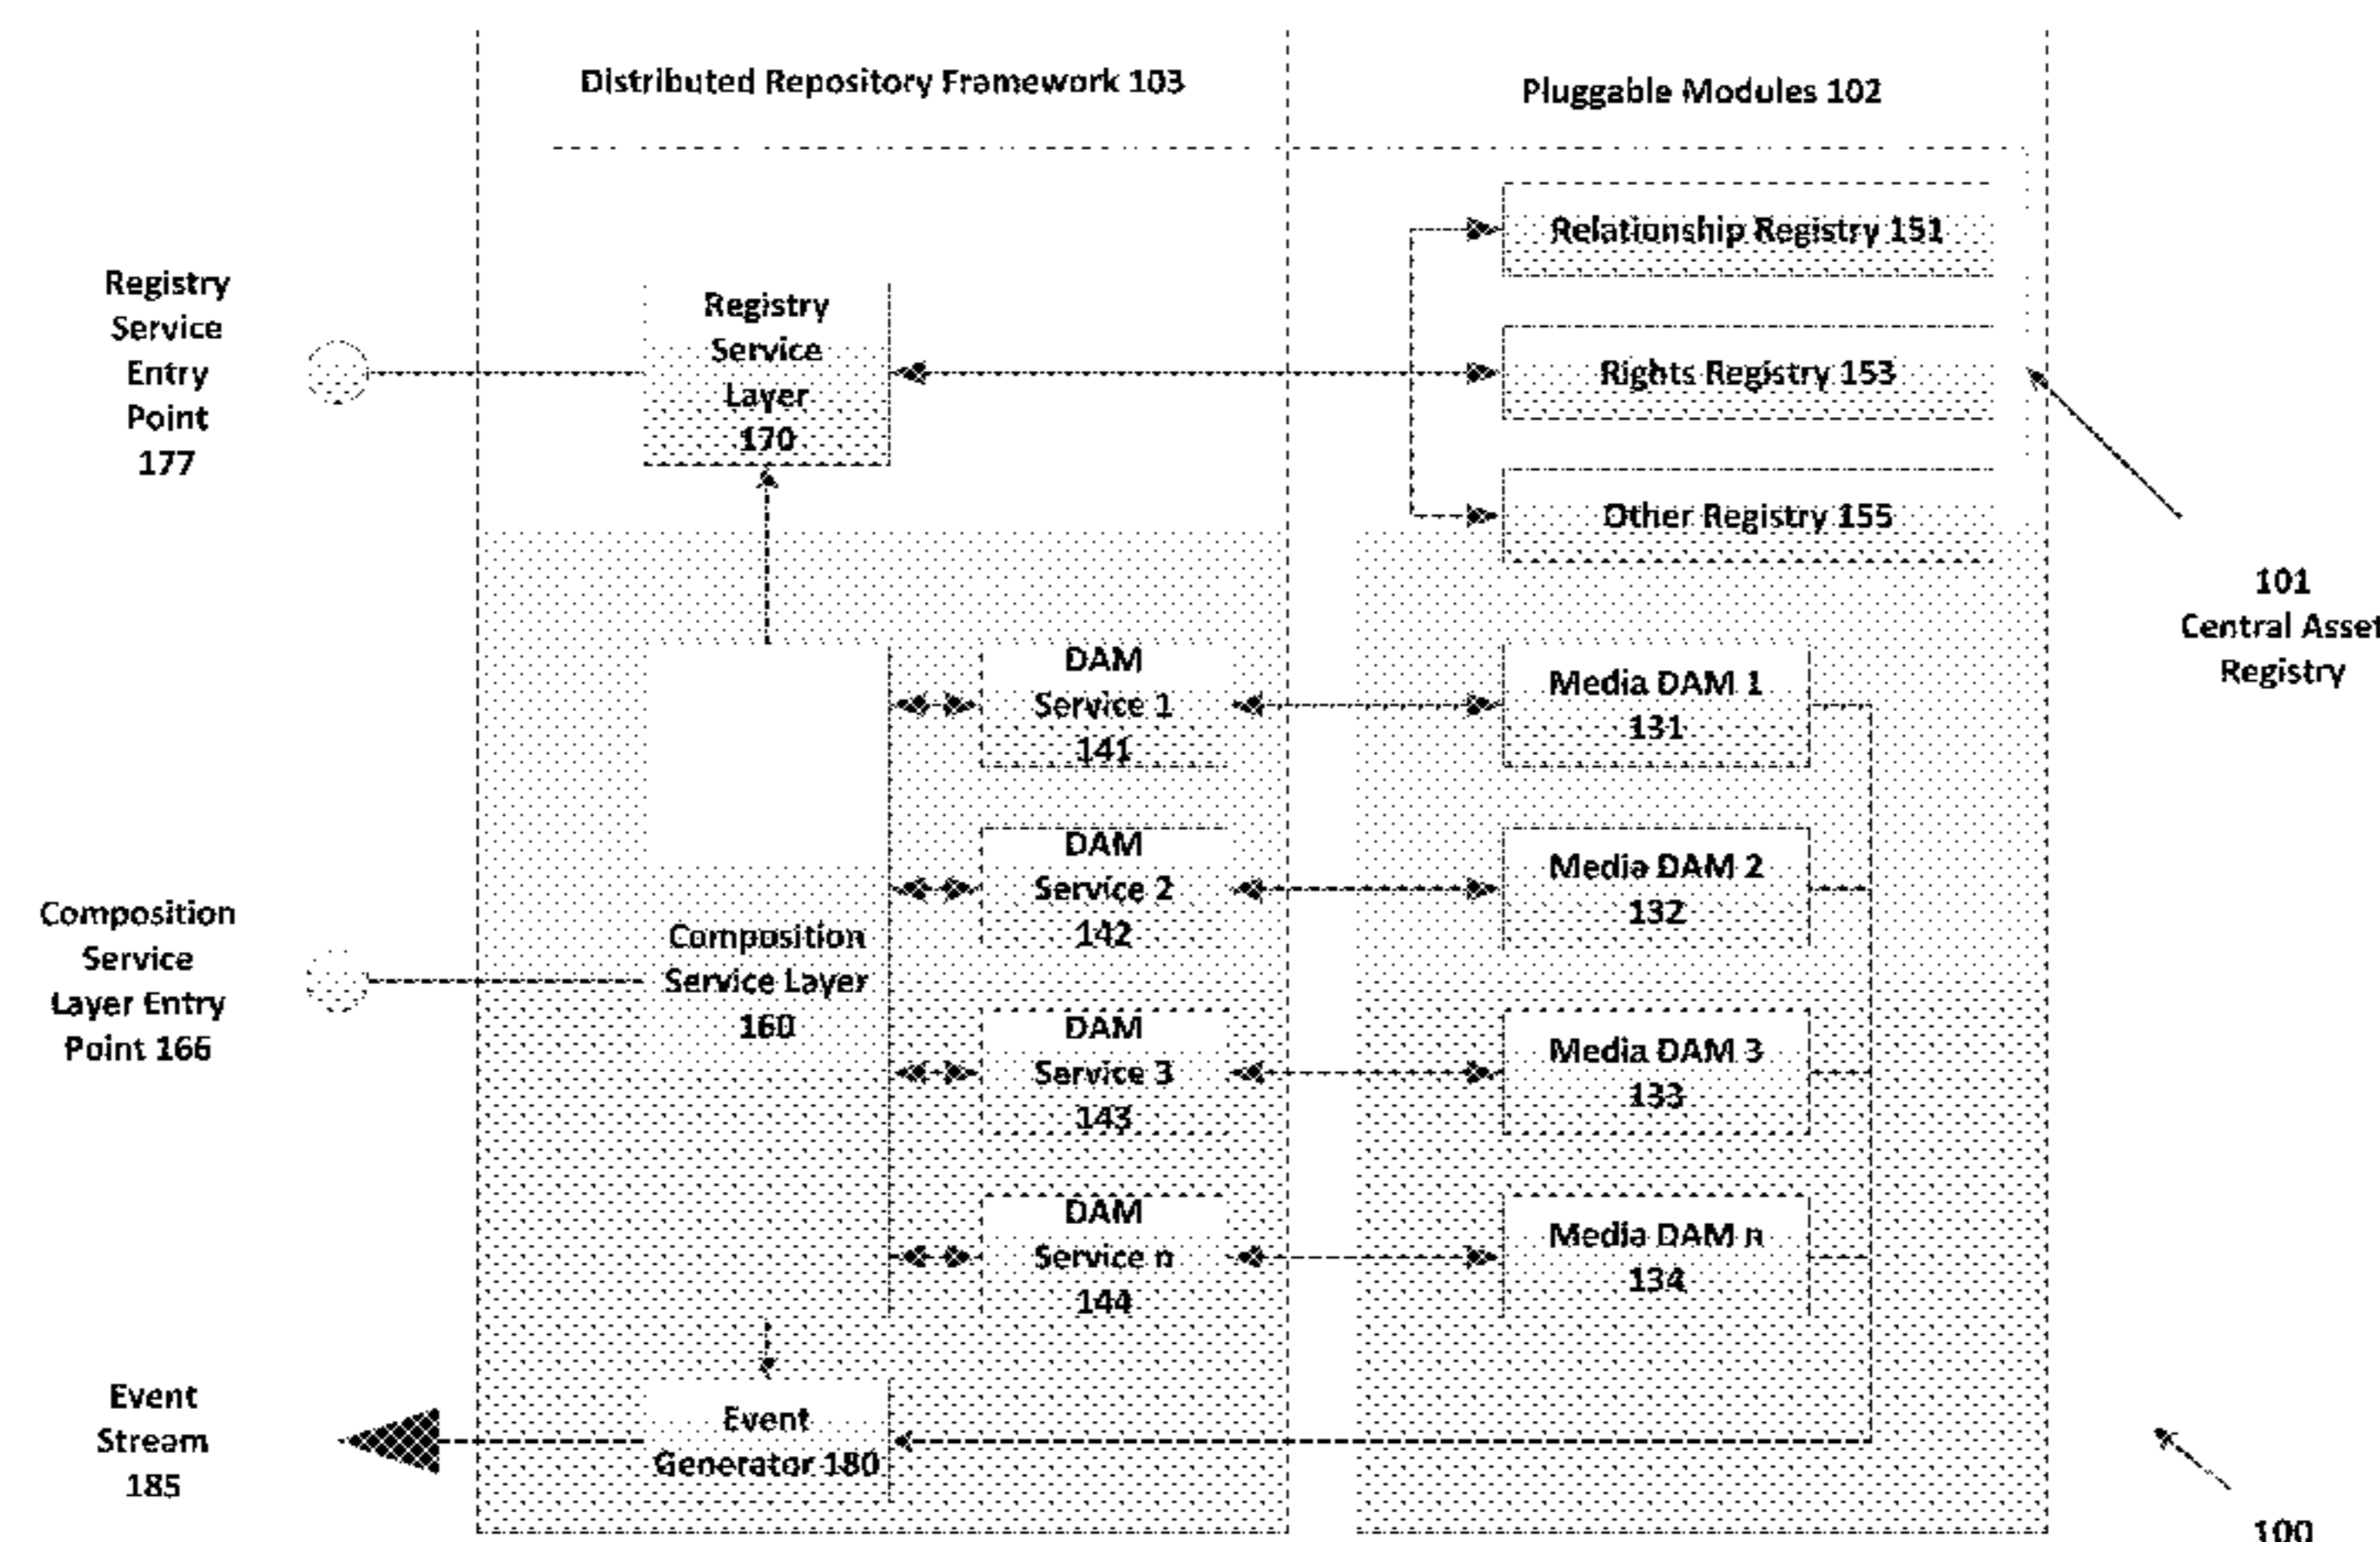 Distributed Repository Framework 103
Pluggable Modules 102
Relationship Registry 151
Registry
Service
Entry
Point
177
Registry
Service
Layer
170
Rights Registry 153
Other Registry 155
101
Central Asset
Registry
DAM
Service 1
141
Media DAM 1
131
DAM
Service 2
142
Media DAM 2
132
Composition
Service
Layer Entry
Point 166
Composition
Service Layer
160
DAM
Service 3
143
Media DAM 3
133
DAM
Service n
144
Media DAM n
134
Event
Stream
185
Event
Generator 180
100